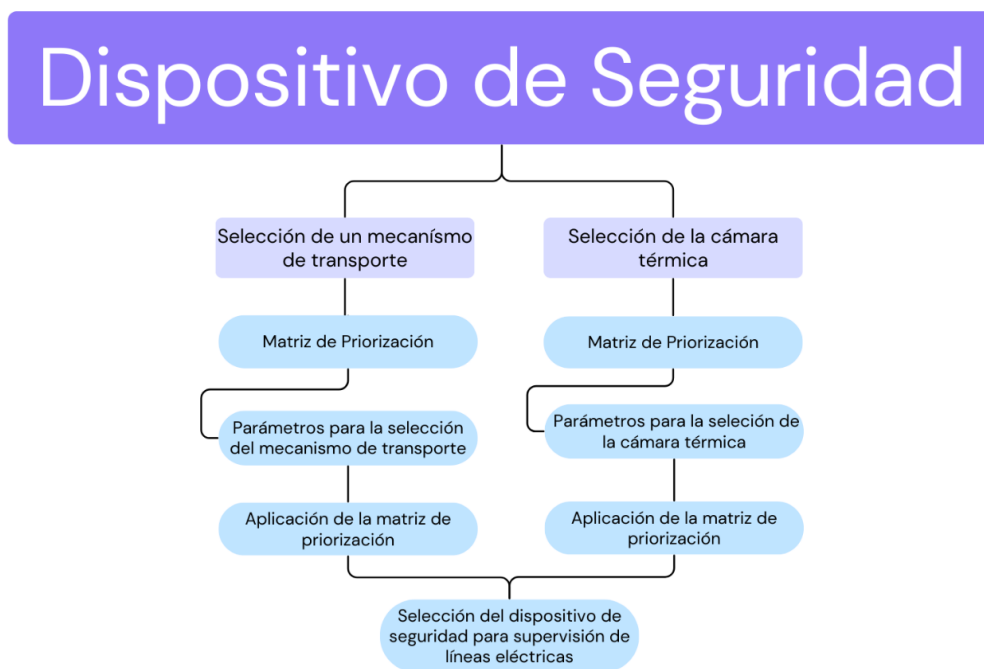 Dispositivo de Seguridad
Selección de un mecanísmo
de transporte
Selección de la cámara
térmica
Matriz de Priorización
Matriz de Priorización
Parámetros para la selección
del mecanismo de transporte
Parámetros para la seleción de
la cámara térmica
Aplicación de la matriz de
priorización
Aplicación de la matriz de
priorización
Selección del dispositivo de
seguridad para supervisión de
líneas eléctricas